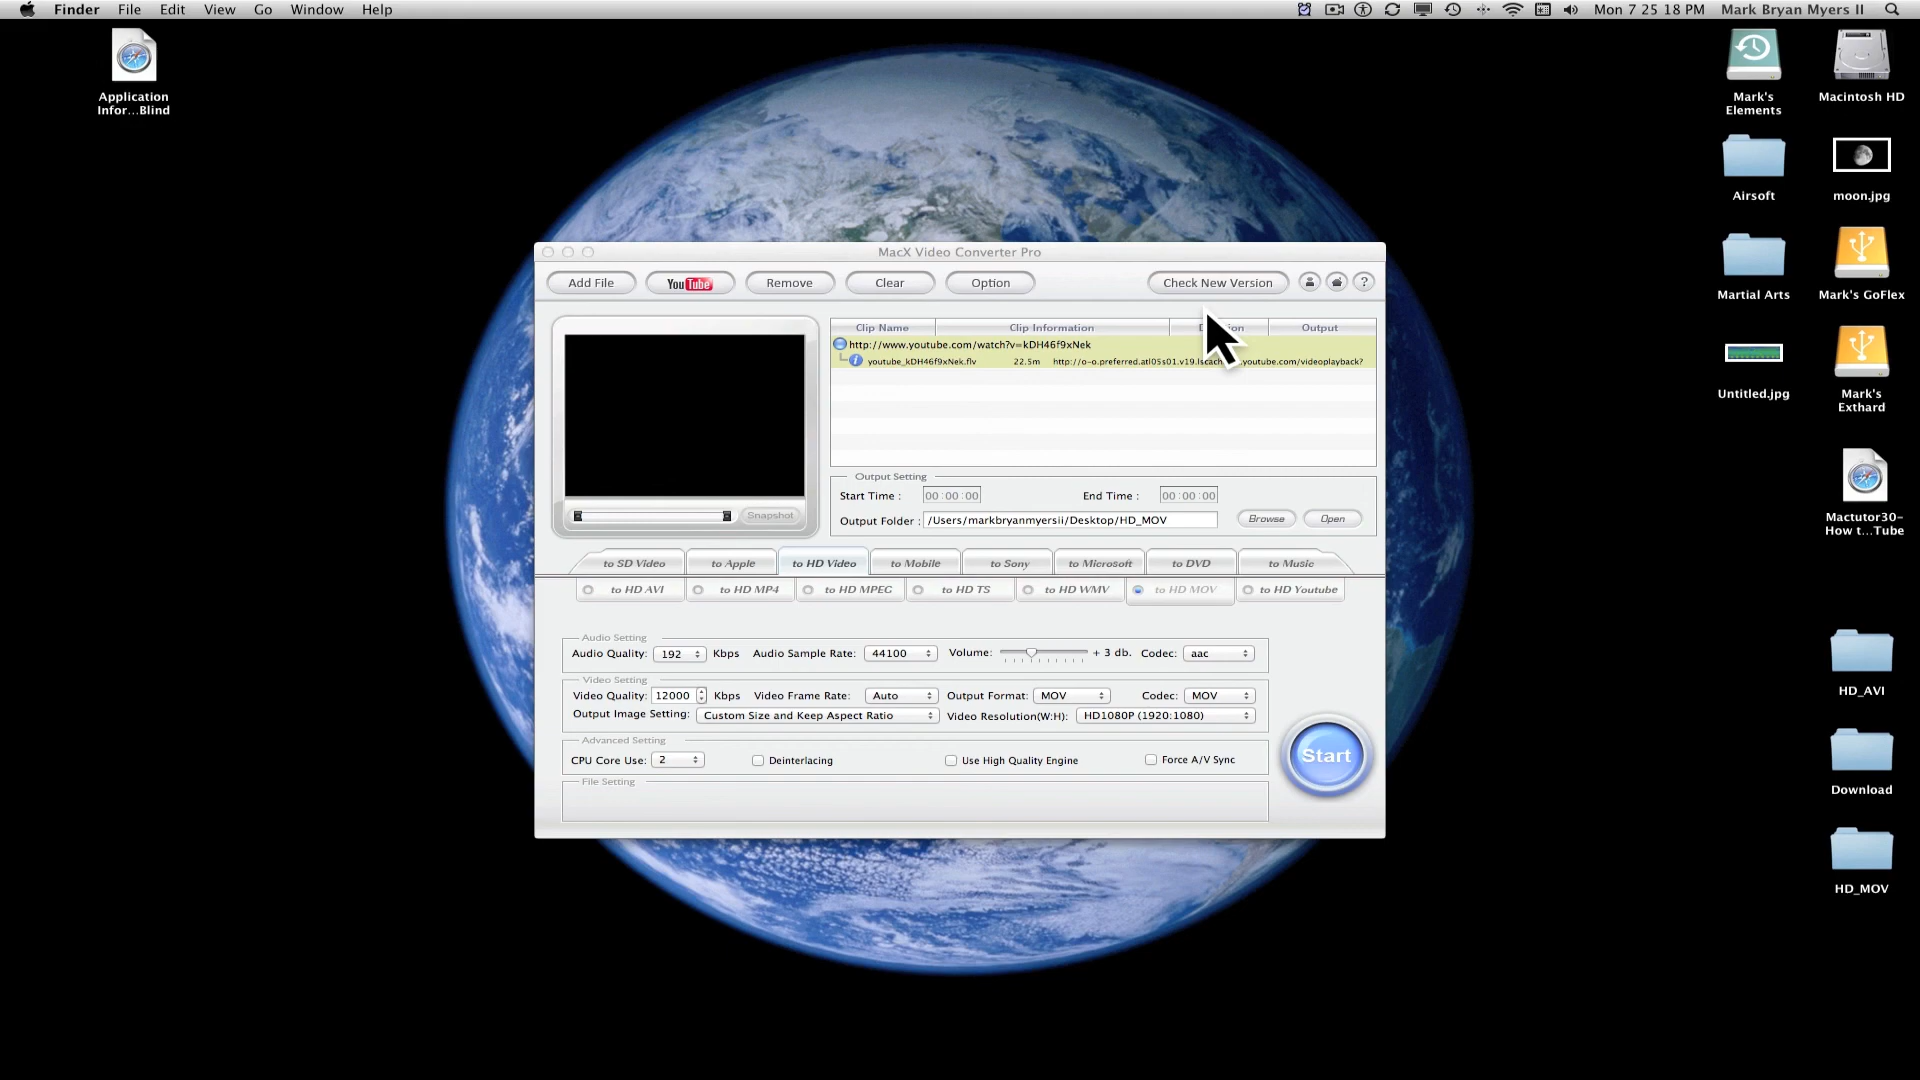 Finder File Edit View Go Window Help
Mon 7 25 18 PM Mark Bryan Myers II
Application
Infor...Blind
Mark's
Elements
Macintosh HD
Airsoft
moon.jpg
Martial Arts
Mark's GoFlex
Untitled.jpg
Mark's
Exthard
Mactutor30-
How t...Tube
HD_AVI
Download
HD_MOV
MacX Video Converter Pro
Add File YouTube Remove Clear Option Check New Version ?
Clip Name Clip Information Output
http://www.youtube.com/watch?v=kDH46f9xNek
youtube_kDH46f9xNek.flv 22.5m http://o-o.preferred.atl05s01.v19.lscach youtube.com/videoplayback?
Snapshot
Output Setting
Start Time : 00:00:00 End Time : 00:00:00
Output Folder : /Users/markbryanmyersii/Desktop/HD_MOV Browse Open
to SD Video to Apple to HD Video to Mobile to Sony to Microsoft to DVD to Music
to HD AVI to HD MP4 to HD MPEC to HD TS to HD WMV to HD MOV to HD Youtube
Audio Setting
Audio Quality: 192 Kbps Audio Sample Rate: 44100 Volume: + 3 db. Codec: aac
Video Setting
Video Quality: 12000 Kbps Video Frame Rate: Auto Output Format: MOV Codec: MOV
Output Image Setting: Custom Size and Keep Aspect Ratio Video Resolution(W:H): HD1080P (1920:1080)
Advanced Setting
CPU Core Use: 2 Deinterlacing Use High Quality Engine Force A/V Sync
File Setting
Start